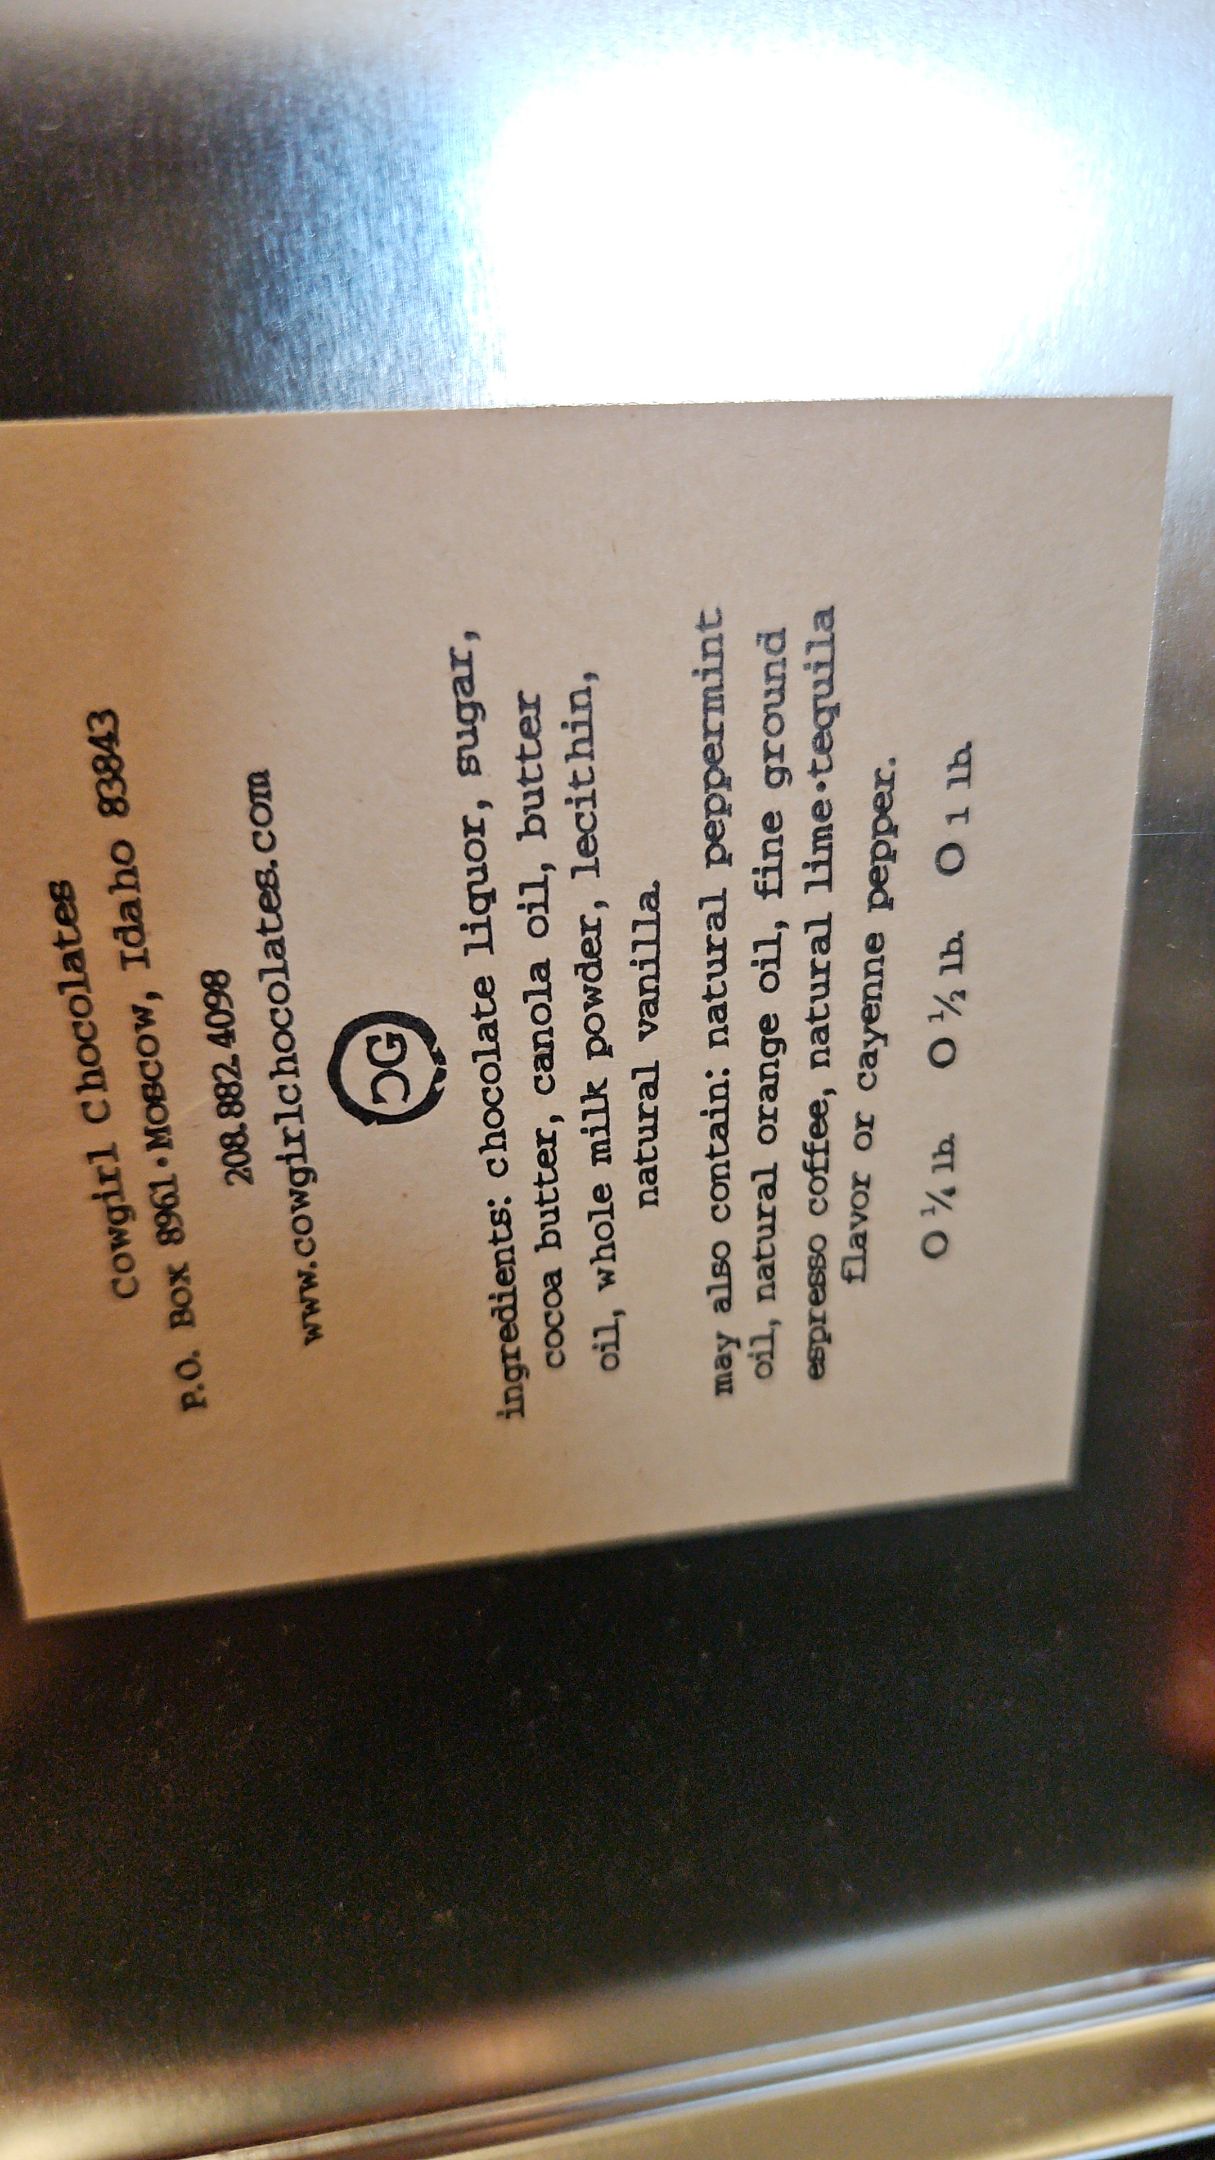 Cowgirl Chocolates
P.O. Box 8961•Moscow, Idaho 83843
208.882.4098
www.cowgirlchocolates.com
CG
ingredients: chocolate liquor, sugar,
cocoa butter, canola oil, butter
oil, whole milk powder, lecithin,
natural vanilla.
may also contain: natural peppermint
oil, natural orange oil, fine ground
espresso coffee, natural lime•tequila
flavor or cayenne pepper.
O ¼ lb. O ½ lb. O 1 lb.